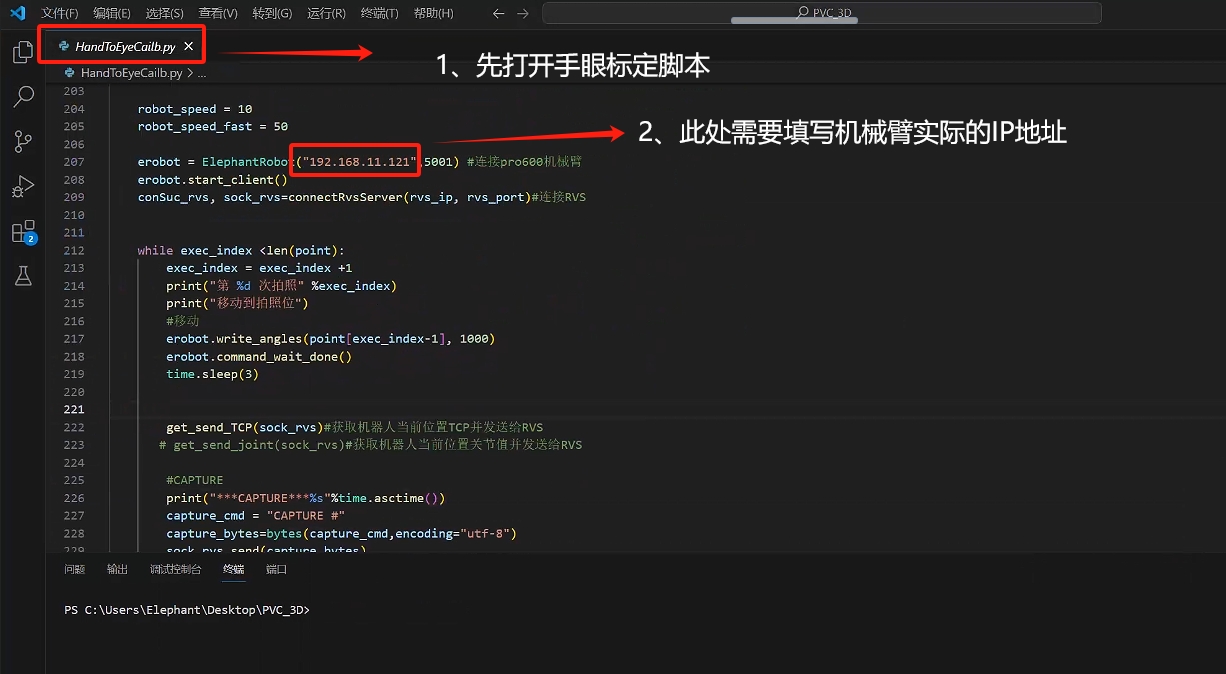 文件(F) 编辑(E) 选择(S) 查看(V) 转到(G) 运行(R) 终端(T) 帮助(H) ← → PVC_3D
HandToEyeCailb.py ×
1、先打开手眼标定脚本
HandToEyeCailb.py > ...
203
204 robot_speed = 10
205 robot_speed_fast = 50
2、此处需要填写机械臂实际的IP地址
206
207 erobot = ElephantRobot("192.168.11.121",5001) #连接pro600机械臂
208 erobot.start_client()
209 conSuc_rvs, sock_rvs=connectRvsServer(rvs_ip, rvs_port)#连接RVS
210
211
212 while exec_index <len(point):
213 exec_index = exec_index +1
214 print("第 %d 次拍照" %exec_index)
215 print("移动到拍照位")
216 #移动
217 erobot.write_angles(point[exec_index-1], 1000)
218 erobot.command_wait_done()
219 time.sleep(3)
220
221
222 get_send_TCP(sock_rvs)#获取机器人当前位置TCP并发送给RVS
223 # get_send_joint(sock_rvs)#获取机器人当前位置关节值并发送给RVS
224
225 #CAPTURE
226 print("***CAPTURE***%s"%time.asctime())
227 capture_cmd = "CAPTURE #"
228 capture_bytes=bytes(capture_cmd,encoding="utf-8")
229 sock_rvs.send(capture_bytes)
2
问题 输出 调试控制台 终端 端口
PS C:\Users\Elephant\Desktop\PVC_3D>